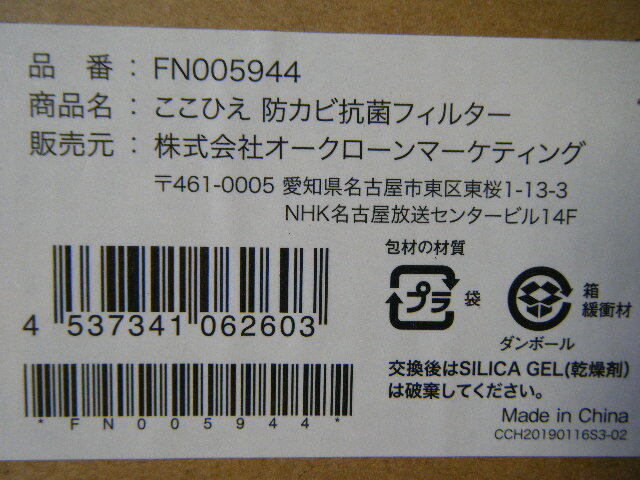 品 番 : FN005944
商品名 : ここひえ 防カビ抗菌フィルター
販売元 : 株式会社オークローンマーケティング
〒461-0005 愛知県名古屋市東区東桜1-13-3
NHK名古屋放送センタービル14F
包材の材質
プラ 袋
箱
緩衝材
ダンボール
4 537341 062603
交換後はSILICA GEL(乾燥剤)
は破棄してください。
*FN005944*
Made in China
CCH20190116S3-02